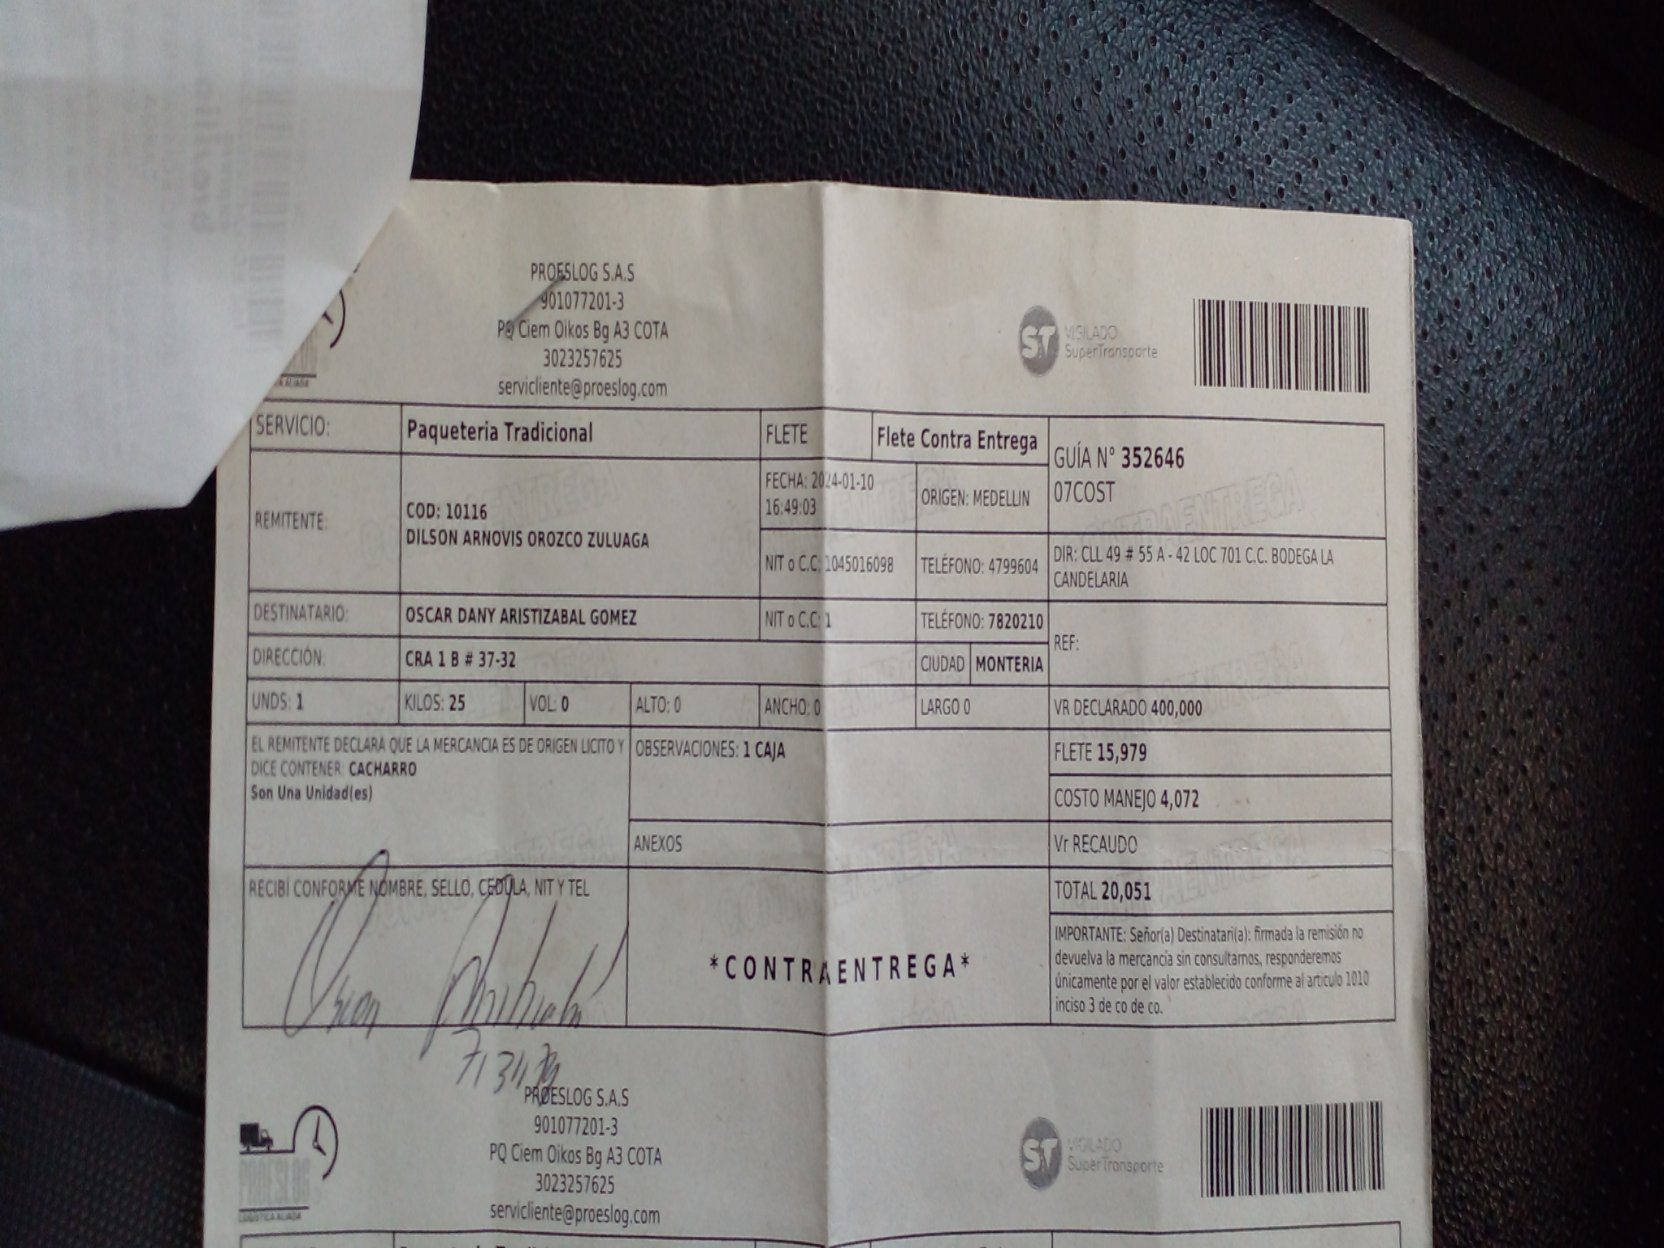 PROESLOG S.A.S
901077201-3
PQ Ciem Oikos Bg A3 COTA
3023257625
servicliente@proeslog.com
ST VIGILADO
SuperTransporte
SERVICIO: Paqueteria Tradicional FLETE Flete Contra Entrega
GUÍA N° 352646
07COST
REMITENTE: COD: 10116
DILSON ARNOVIS OROZCO ZULUAGA
FECHA: 2024-01-10
16:49:03
ORIGEN: MEDELLIN
NIT o C.C: 1045016098 TELÉFONO: 4799604 DIR: CLL 49 # 55 A - 42 LOC 701 C.C. BODEGA LA
CANDELARIA
DESTINATARIO: OSCAR DANY ARISTIZABAL GOMEZ NIT o C.C: 1 TELÉFONO: 7820210
REF:
DIRECCIÓN: CRA 1 B # 37-32 CIUDAD MONTERIA
UNDS: 1 KILOS: 25 VOL: 0 ALTO: 0 ANCHO: 0 LARGO 0 VR DECLARADO 400,000
EL REMITENTE DECLARA QUE LA MERCANCIA ES DE ORIGEN LICITO Y
DICE CONTENER: CACHARRO
Son Una Unidad(es)
OBSERVACIONES: 1 CAJA
FLETE 15,979
COSTO MANEJO 4,072
ANEXOS
Vr RECAUDO
RECIBÍ CONFORME NOMBRE, SELLO, CEDULA, NIT Y TEL
TOTAL 20,051
*CONTRAENTREGA*
IMPORTANTE: Señor(a) Destinatari(a): firmada la remisión no
devuelva la mercancia sin consultarnos, responderemos
únicamente por el valor establecido conforme al articulo 1010
inciso 3 de co de co.
PROESLOG S.A.S
901077201-3
PQ Ciem Oikos Bg A3 COTA
3023257625
servicliente@proeslog.com
PROESLOG
LOGISTICA ALIADA
ST VIGILADO
SuperTransporte